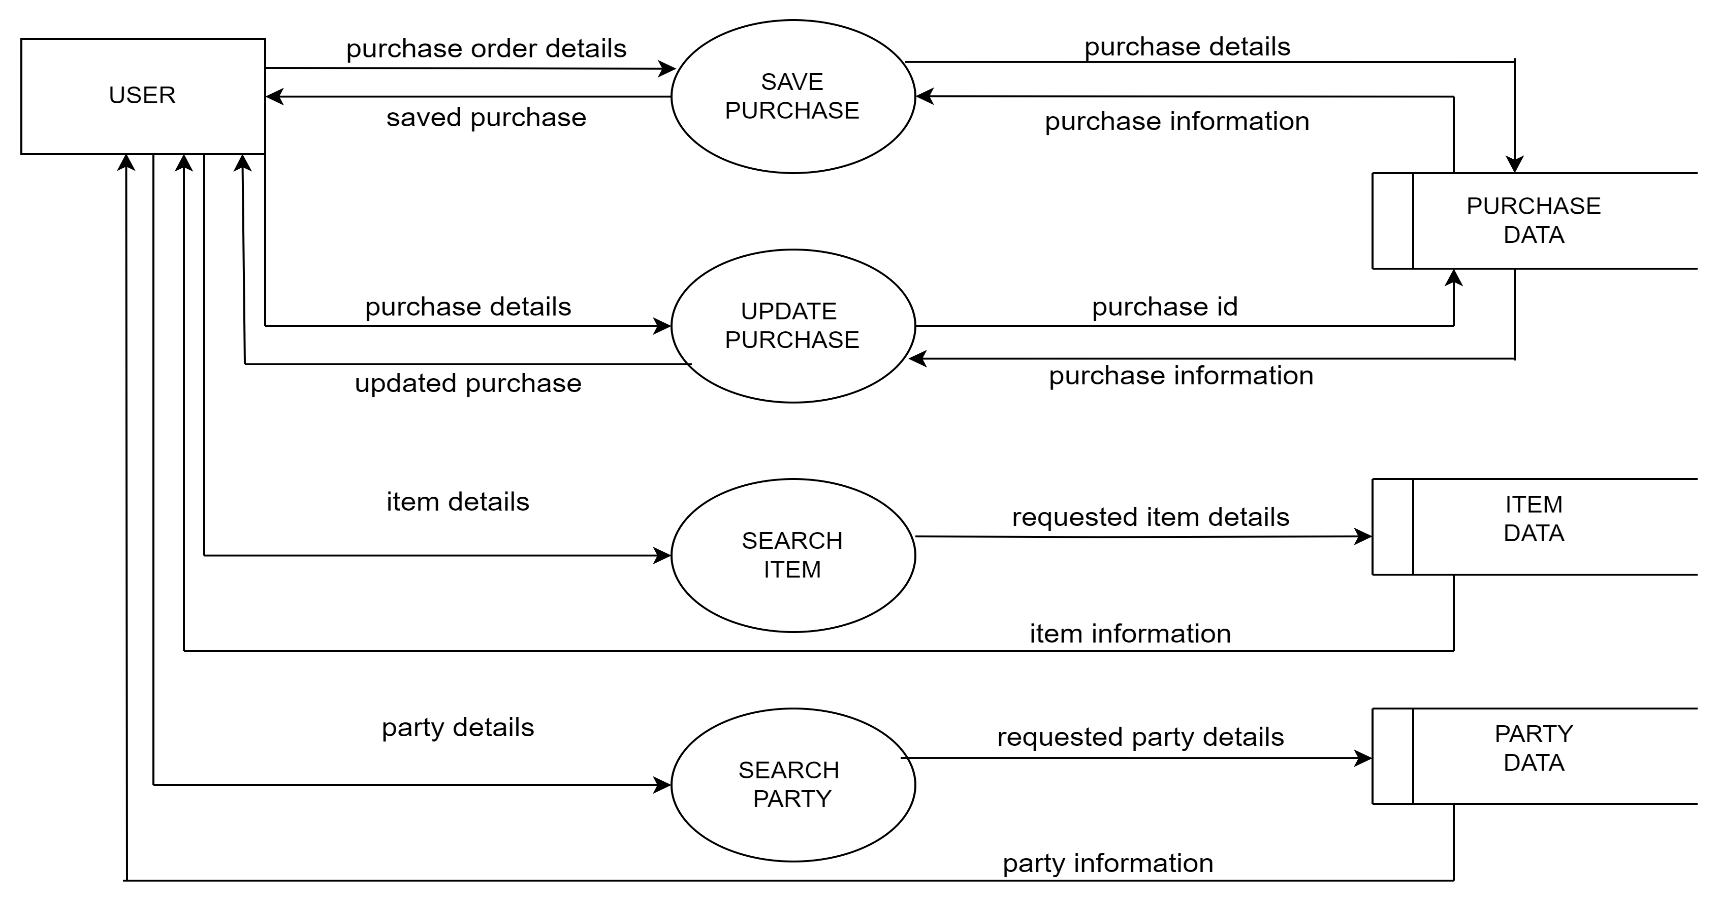 purchase order details
purchase details
USER
SAVE
PURCHASE
saved purchase
purchase information
PURCHASE
DATA
purchase details
UPDATE
PURCHASE
purchase id
updated purchase
purchase information
item details
SEARCH
ITEM
requested item details
ITEM
DATA
item information
party details
SEARCH
PARTY
requested party details
PARTY
DATA
party information